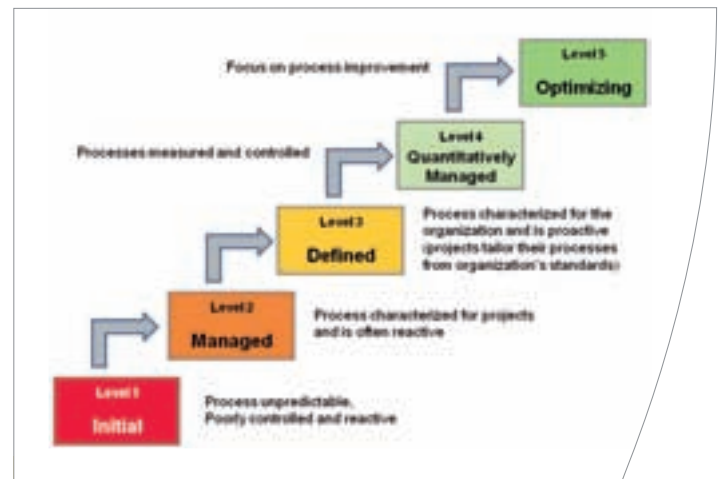 Level 5
Optimizing
Focus on process improvement
Level 4
Quantitatively
Managed
Processes measured and controlled
Level 3
Defined
Process characterized for the
organization and is proactive
(projects tailor their processes
from organization's standards)
Level 2
Managed
Process characterized for projects
and is often reactive
Level 1
Initial
Process unpredictable,
Poorly controlled and reactive